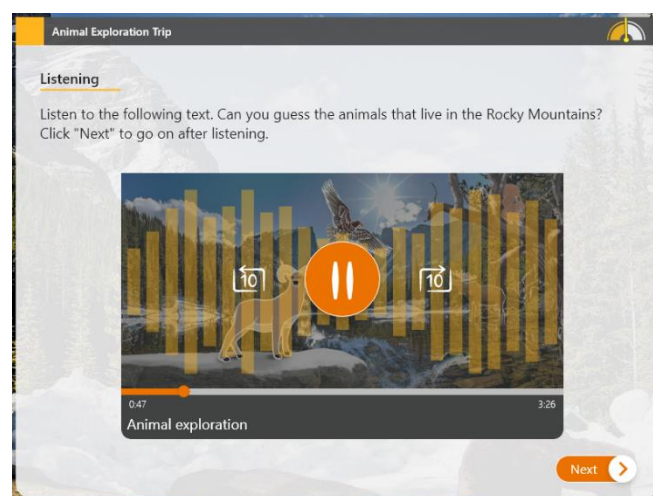 Animal Exploration Trip
Listening
Listen to the following text. Can you guess the animals that live in the Rocky Mountains?
Click "Next" to go on after listening.
10
10
0:47
3:26
Animal exploration
Next